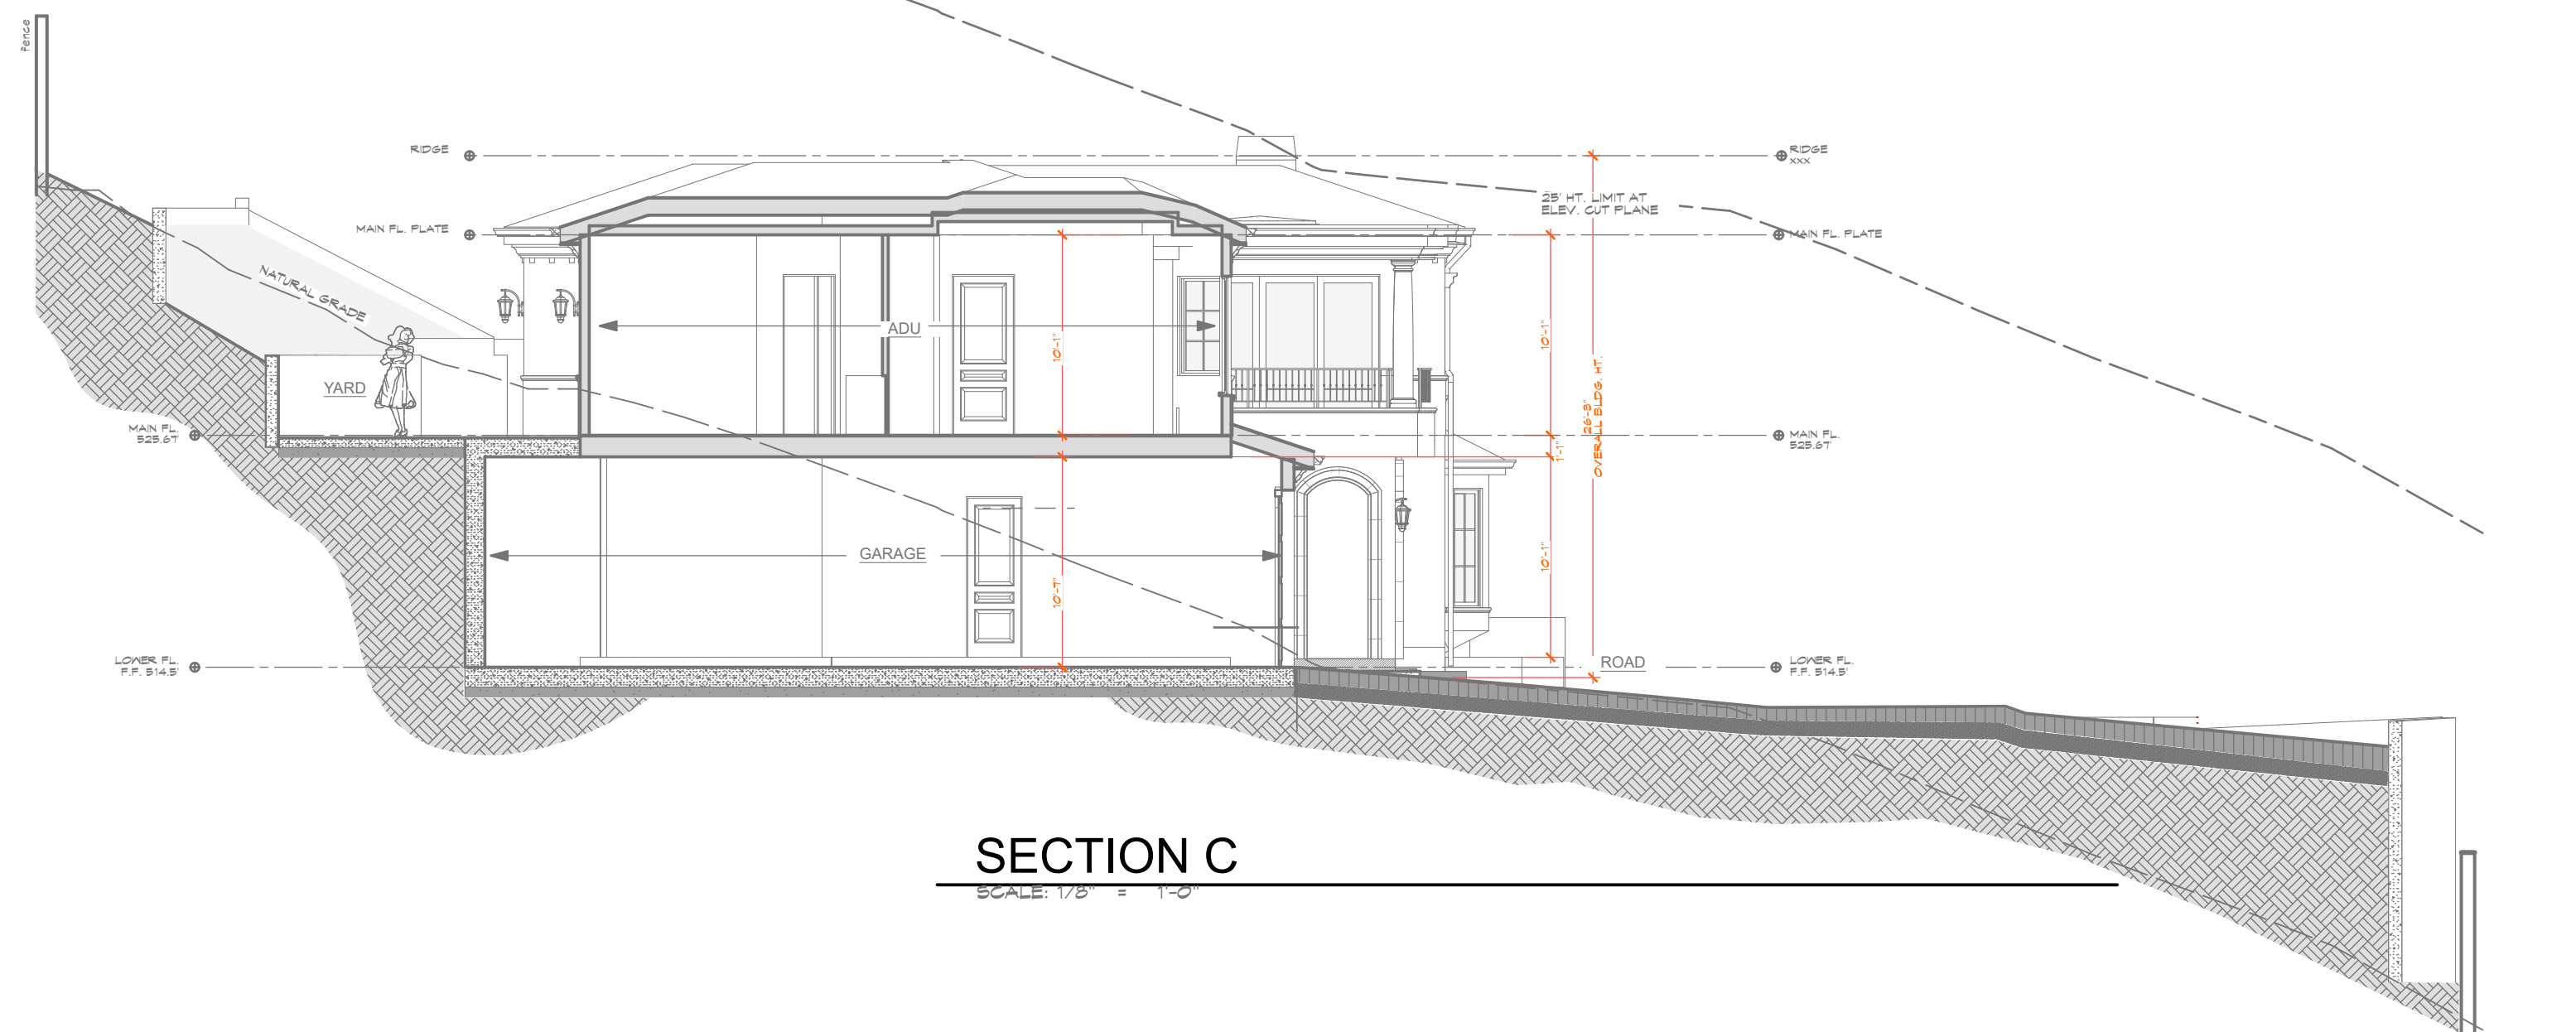 fence
RIDGE
RIDGE
XXX
25' HT. LIMIT AT
ELEV. CUT PLANE
MAIN FL. PLATE
MAIN FL. PLATE
NATURAL GRADE
ADU
10'-1"
10'-1"
YARD
26'-3"
OVERALL BLDG. HT.
MAIN FL.
525.67'
MAIN FL.
525.67'
1'-1"
GARAGE
10'-7"
10'-1"
LOWER FL.
F.F. 514.5'
ROAD
LOWER FL.
F.F. 514.5'
SECTION C
SCALE: 1/8" = 1'-0"